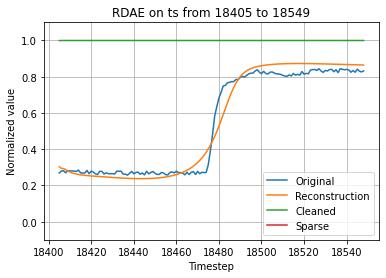 RDAE on ts from 18405 to 18549
1.0
0.8
0.6
0.4
0.2
0.0
Normalized value
Original
Reconstruction
Cleaned
Sparse
18400 18420 18440 18460 18480 18500 18520 18540
Timestep